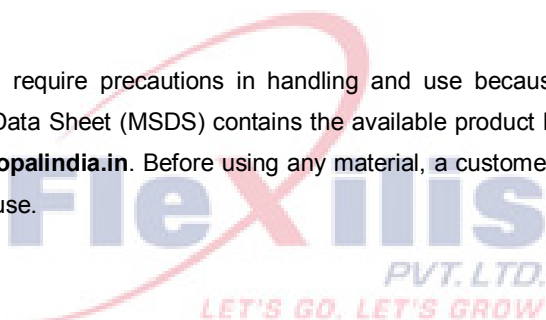 require precautions in handling and use because
Data Sheet (MSDS) contains the available product
opalindia.in. Before using any material, a custome
use.
Flexilis
PVT. LTD.
LET'S GO. LET'S GROW